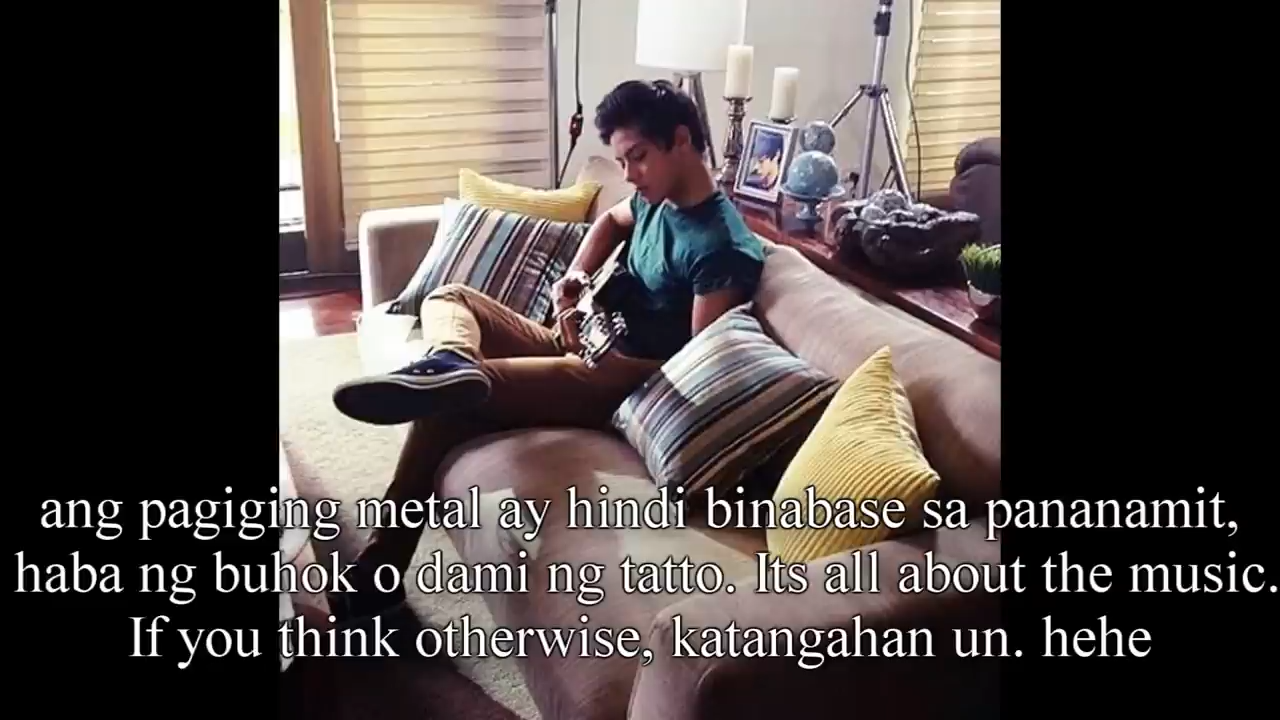 ang pagiging metal ay hindi binabase sa pananamit,
haba ng buhok o dami ng tatto. Its all about the music.
If you think otherwise, katangahan un. hehe